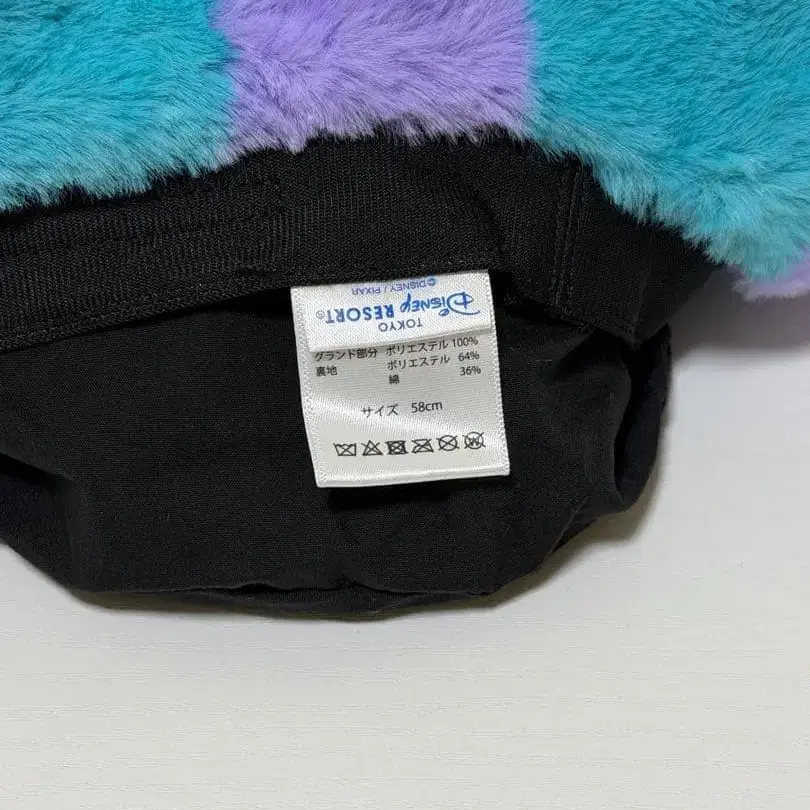 ©DISNEY / PIXAR
TOKYO
Disney RESORT®
グランド部分 ポリエステル 100%
裏地 ポリエステル 64%
綿 36%
サイズ 58cm